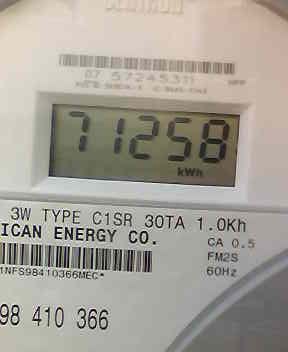 07 57245311
71258
kWh
3W TYPE C1SR 30TA 1.0Kh
ICAN ENERGY CO.
CA 0.5
FM2S
60Hz
1NFS98410366MEC*
98 410 366